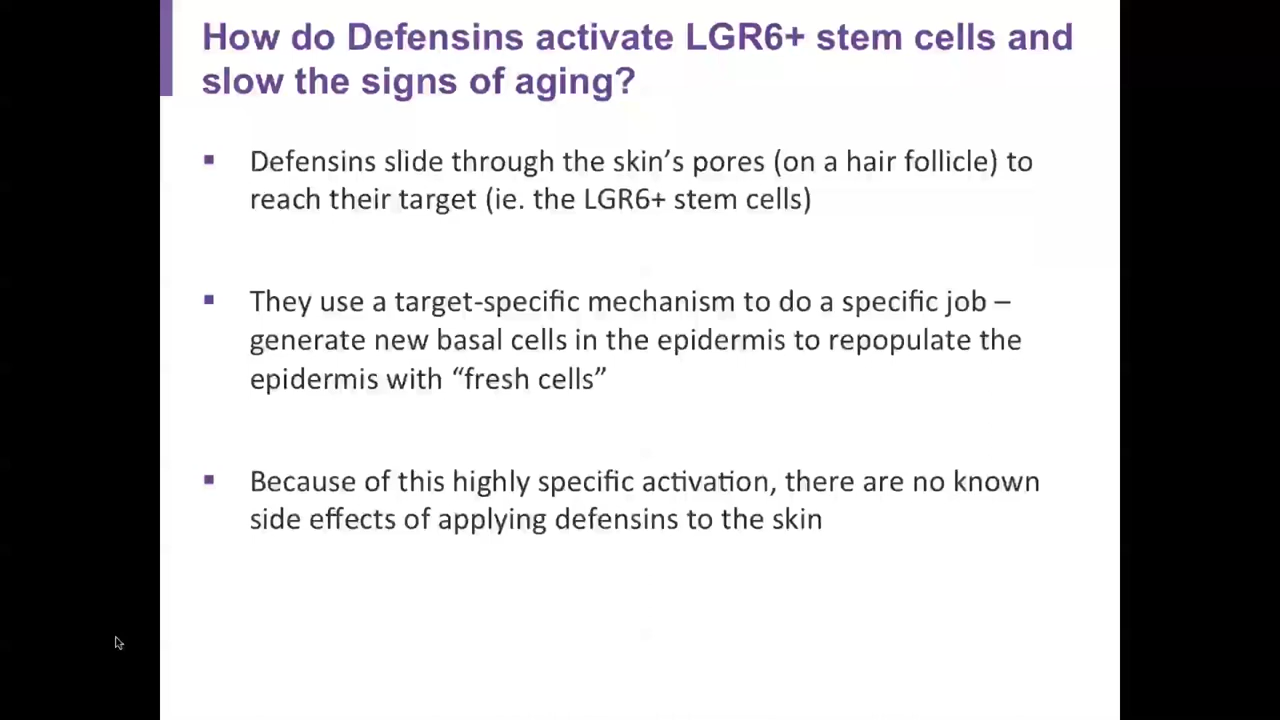 How do Defensins activate LGR6+ stem cells and
slow the signs of aging?
Defensins slide through the skin’s pores (on a hair follicle) to
reach their target (ie. the LGR6+ stem cells)
They use a target-specific mechanism to do a specific job –
generate new basal cells in the epidermis to repopulate the
epidermis with “fresh cells”
Because of this highly specific activation, there are no known
side effects of applying defensins to the skin